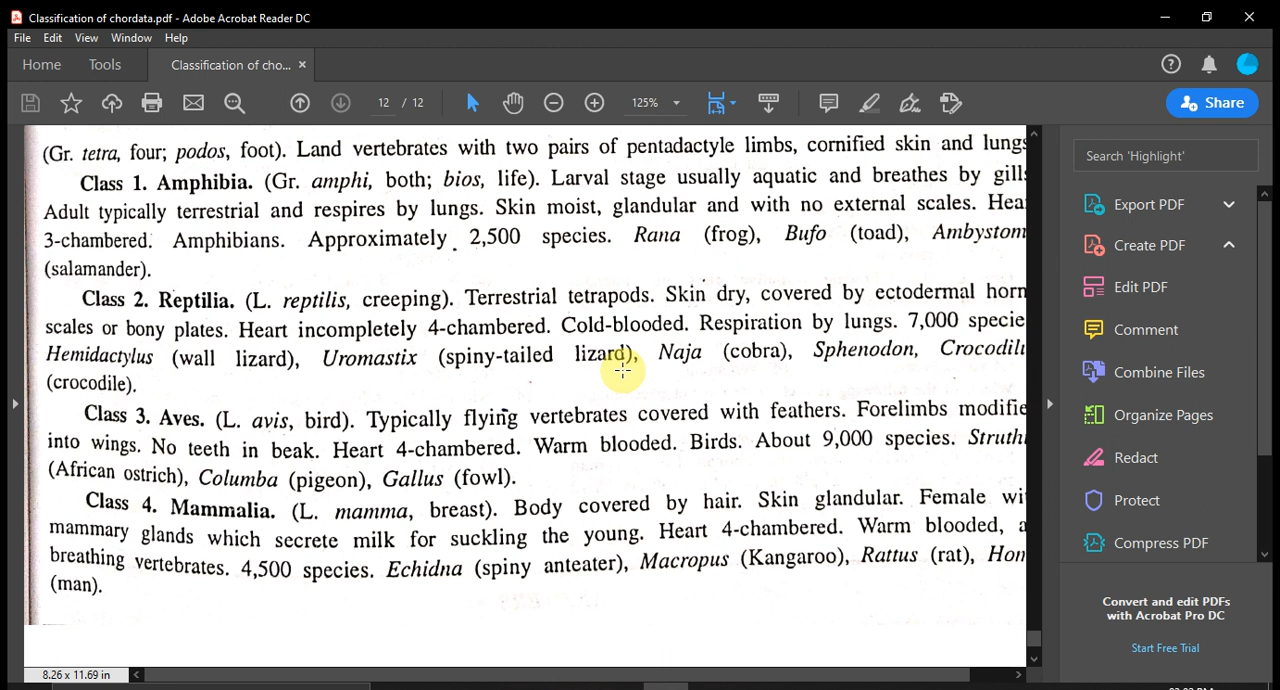 Classification of chordata.pdf - Adobe Acrobat Reader DC
File Edit View Window Help
Home Tools Classification of cho... ×
12 / 12 125% Share
(Gr. tetra, four; podos, foot). Land vertebrates with two pairs of pentadactyle limbs, cornified skin and lungs
Class 1. Amphibia. (Gr. amphi, both; bios, life). Larval stage usually aquatic and breathes by gills
Adult typically terrestrial and respires by lungs. Skin moist, glandular and with no external scales. Hea
3-chambered. Amphibians. Approximately 2,500 species. Rana (frog), Bufo (toad), Ambystom
(salamander).
Class 2. Reptilia. (L. reptilis, creeping). Terrestrial tetrapods. Skin dry, covered by ectodermal horn
scales or bony plates. Heart incompletely 4-chambered. Cold-blooded. Respiration by lungs. 7,000 specie
Hemidactylus (wall lizard), Uromastix (spiny-tailed lizard), Naja (cobra), Sphenodon, Crocodilu
(crocodile).
Class 3. Aves. (L. avis, bird). Typically flying vertebrates covered with feathers. Forelimbs modifie
into wings. No teeth in beak. Heart 4-chambered. Warm blooded. Birds. About 9,000 species. Struthi
(African ostrich), Columba (pigeon), Gallus (fowl).
Class 4. Mammalia. (L. mamma, breast). Body covered by hair. Skin glandular. Female wi
mammary glands which secrete milk for suckling the young. Heart 4-chambered. Warm blooded, a
breathing vertebrates. 4,500 species. Echidna (spiny anteater), Macropus (Kangaroo), Rattus (rat), Hom
(man).
8.26 x 11.69 in
Search 'Highlight'
Export PDF
Create PDF
Edit PDF
Comment
Combine Files
Organize Pages
Redact
Protect
Compress PDF
Convert and edit PDFs
with Acrobat Pro DC
Start Free Trial